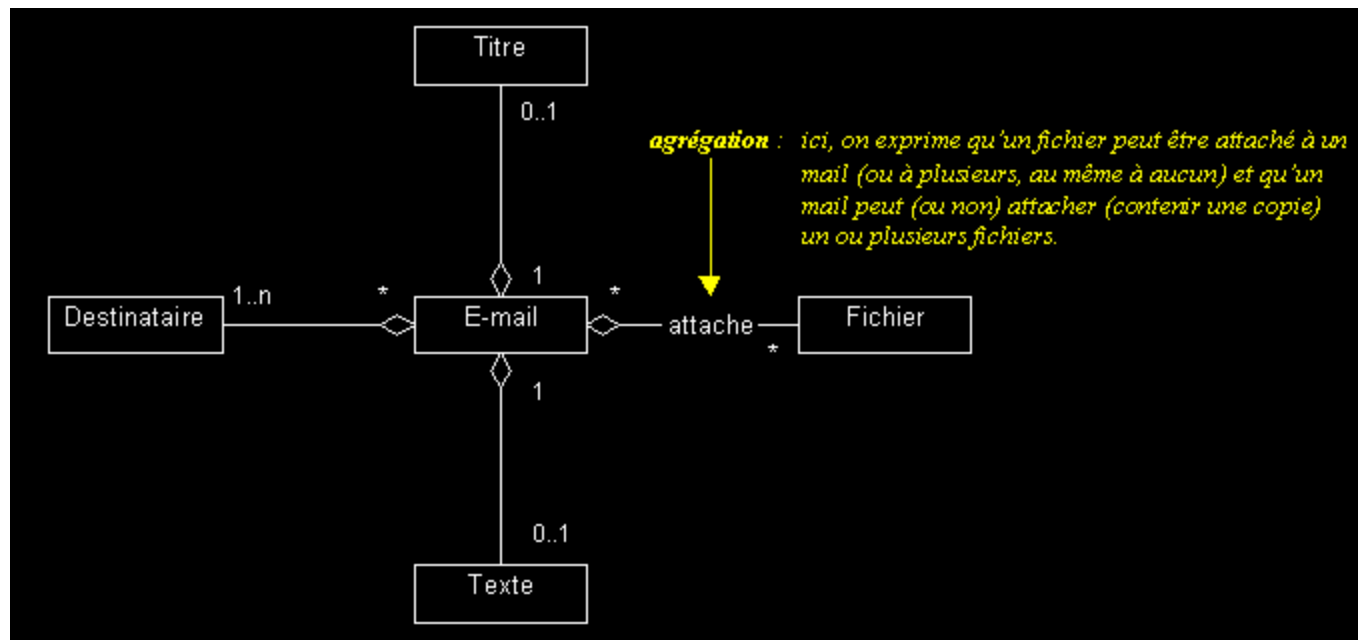 Titre
0..1
agrégation : ici, on exprime qu'un fichier peut être attaché à un
mail (ou à plusieurs, au même à aucun) et qu'un
mail peut (ou non) attacher (contenir une copie)
un ou plusieurs fichiers.
1
Destinataire
1..n
*
E-mail
*
attache
*
Fichier
1
0..1
Texte